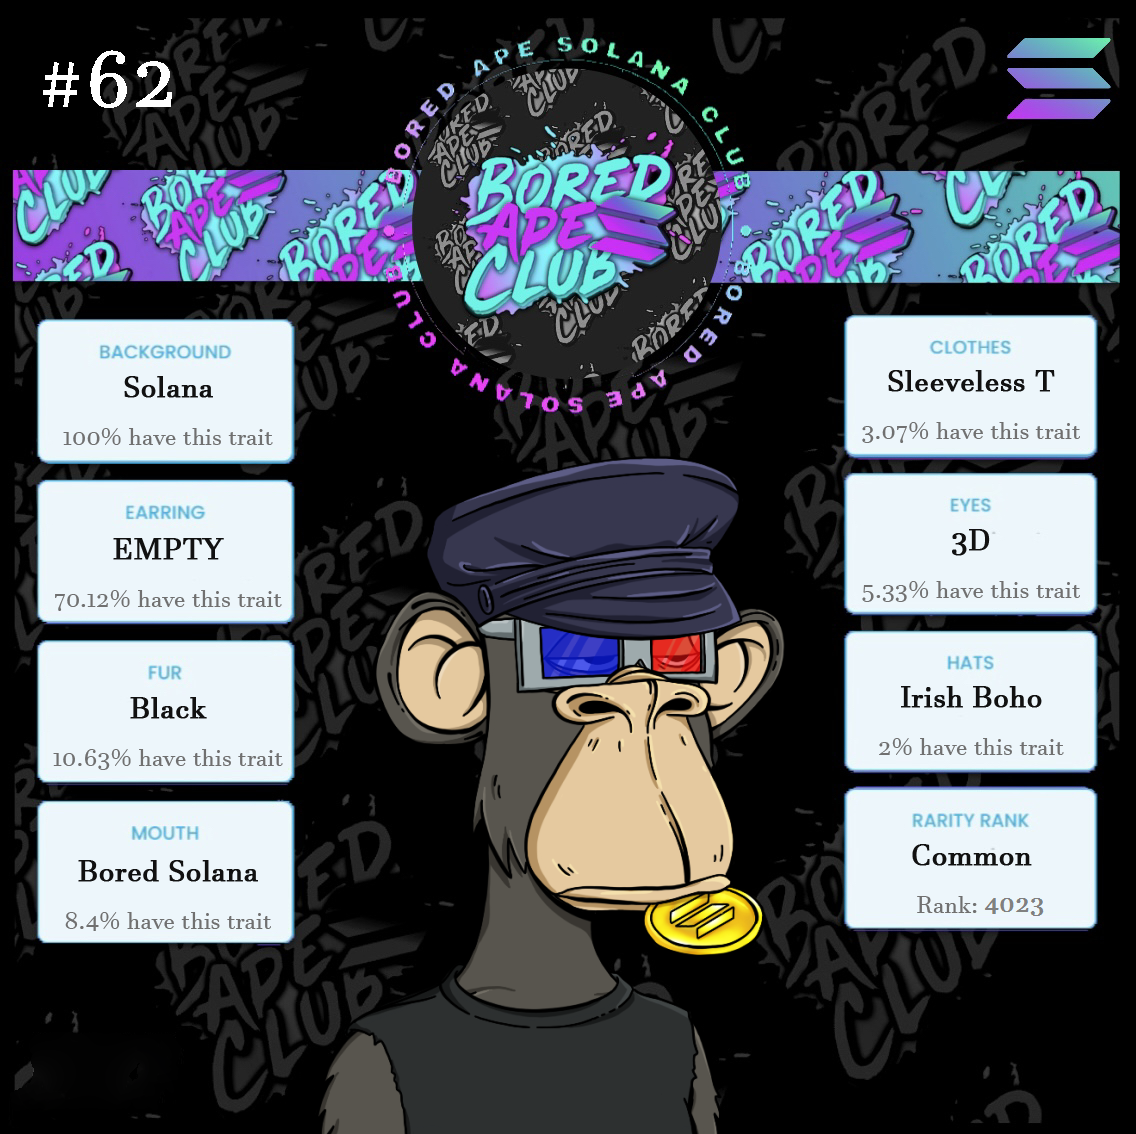 #62
BORED APE SOLANA CLUB
BORED
APE
CLUB
BORED APE SOLANA CLUB
BACKGROUND
Solana
100% have this trait
EARRING
EMPTY
70.12% have this trait
FUR
Black
10.63% have this trait
MOUTH
Bored Solana
8.4% have this trait
CLOTHES
Sleeveless T
3.07% have this trait
EYES
3D
5.33% have this trait
HATS
Irish Boho
2% have this trait
RARITY RANK
Common
Rank: 4023